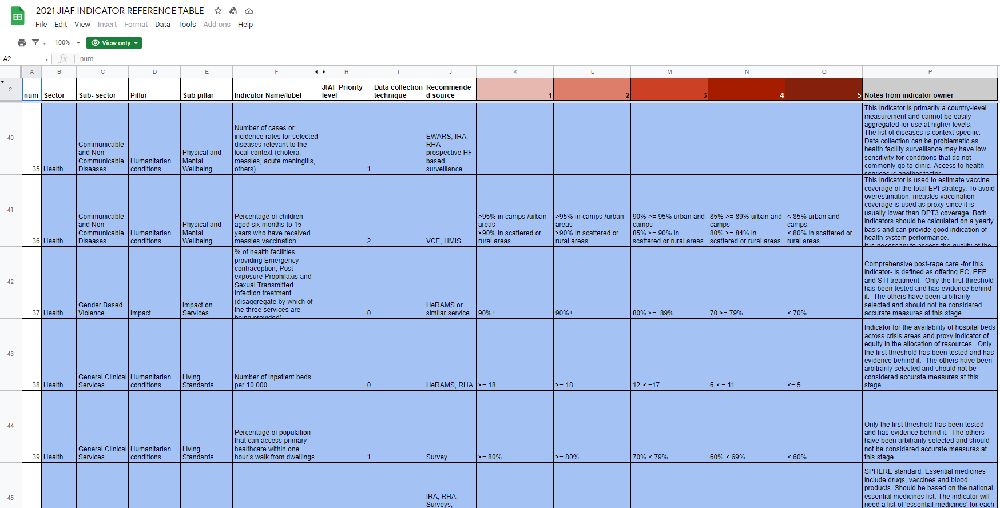 2021 JIAF INDICATOR REFERENCE TABLE
File Edit View Insert Format Data Tools Add-ons Help
100% View only
A2 fx num
A B C D E F H I J K L M N O P
2
num Sector Sub- sector Pillar Sub pillar Indicator Name/label
JIAF Priority
level
Data collection
technique
Recommende
d source
1 2 3 4 5 Notes from indicator owner
40
35 Health
Communicable
and Non
Communicable
Diseases
Humanitarian
conditions
Physical and
Mental
Wellbeing
Number of cases or
incidence rates for selected
diseases relevant to the
local context (cholera,
measles, acute meningitis,
others)
1
EWARS, IRA,
RHA
prospective HF
based
surveillance
This indicator is primarily a country-level
measurement and cannot be easily
aggregated for use at higher levels.
The list of diseases is context specific.
Data collection can be problematic as
health facility surveillance may have low
sensitivity for conditions that do not
commonly go to clinic. Access to health
services is another factor
41
36 Health
Communicable
and Non
Communicable
Diseases
Humanitarian
conditions
Physical and
Mental
Wellbeing
Percentage of children
aged six months to 15
years who have received
measles vaccination
2
VCE, HMIS
>95% in camps /urban
areas
>90% in scattered or
rural areas
>95% in camps /urban
areas
>90% in scattered or
rural areas
90% >= 95% urban and
camps
85% >= 90% in
scattered or rural areas
85% >= 89% urban and
camps
80% >= 84% in
scattered or rural areas
< 85% urban and
camps
< 80% in scattered or
rural areas
This indicator is used to estimate vaccine
coverage of the total EPI strategy. To avoid
overestimation, measles vaccination
coverage is used as proxy since it is
usually lower than DPT3 coverage. Both
indicators should be calculated on a yearly
basis and can provide good indication of
health system performance.
It is necessary to assess the quality of the
42
37 Health
Gender Based
Violence
Impact
Impact on
Services
% of health facilities
providing Emergency
contraception, Post
exposure Prophilaxis and
Sexual Transmitted
Infection treatment
(disaggregate by which of
the three services are
being provided)
0
HeRAMS or
similar service
90%+
90%+
80% >= 89%
70 >= 79%
< 70%
Comprehensive post-rape care -for this
indicator- is defined as offering EC, PEP
and STI treatment. Only the first threshold
has been tested and has evidence behind
it. The others have been arbitrarily
selected and should not be considered
accurate measures at this stage
43
38 Health
General Clinical
Services
Humanitarian
conditions
Living
Standards
Number of inpatient beds
per 10,000
0
HeRAMS, RHA
>= 18
>= 18
12 < =17
6 < = 11
<= 5
Indicator for the availability of hospital beds
across crisis areas and proxy indicator of
equity in the allocation of resources. Only
the first threshold has been tested and has
evidence behind it. The others have been
arbitrarily selected and should not be
considered accurate measures at this
stage
44
39 Health
General Clinical
Services
Humanitarian
conditions
Living
Standards
Percentage of population
that can access primary
healthcare within one
hour's walk from dwellings
1
Survey
>= 80%
>= 80%
70% < 79%
60% < 69%
< 60%
Only the first threshold has been tested
and has evidence behind it. The others
have been arbitrarily selected and should
not be considered accurate measures at
this stage
45
IRA, RHA,
Surveys,
SPHERE standard. Essential medicines
include drugs, vaccines and blood
products. Should be based on the national
essential medicines list. The indicator will
need a list of 'essential medicines' for each